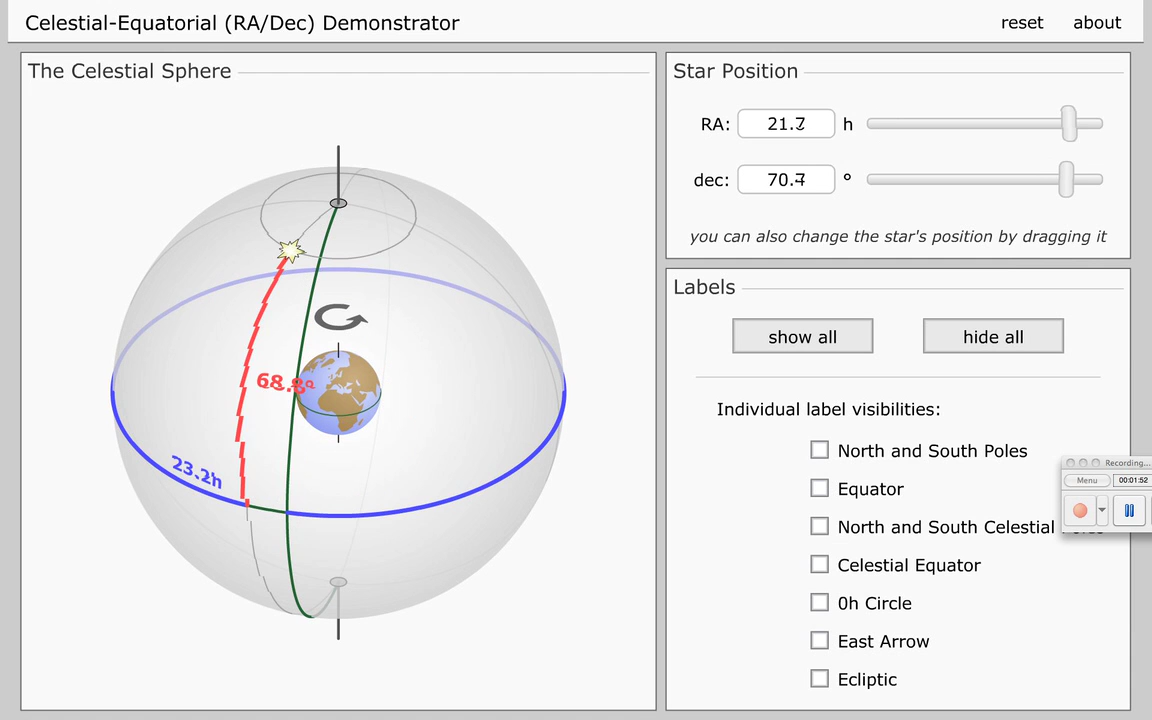 Celestial-Equatorial (RA/Dec) Demonstrator
reset
about
The Celestial Sphere
68.8°
23.2h
Star Position
RA:
21.7
h
dec:
70.4
°
you can also change the star's position by dragging it
Labels
show all
hide all
Individual label visibilities:
North and South Poles
Equator
North and South Celestial
Celestial Equator
0h Circle
East Arrow
Ecliptic
Recording...
Menu
00:01:52